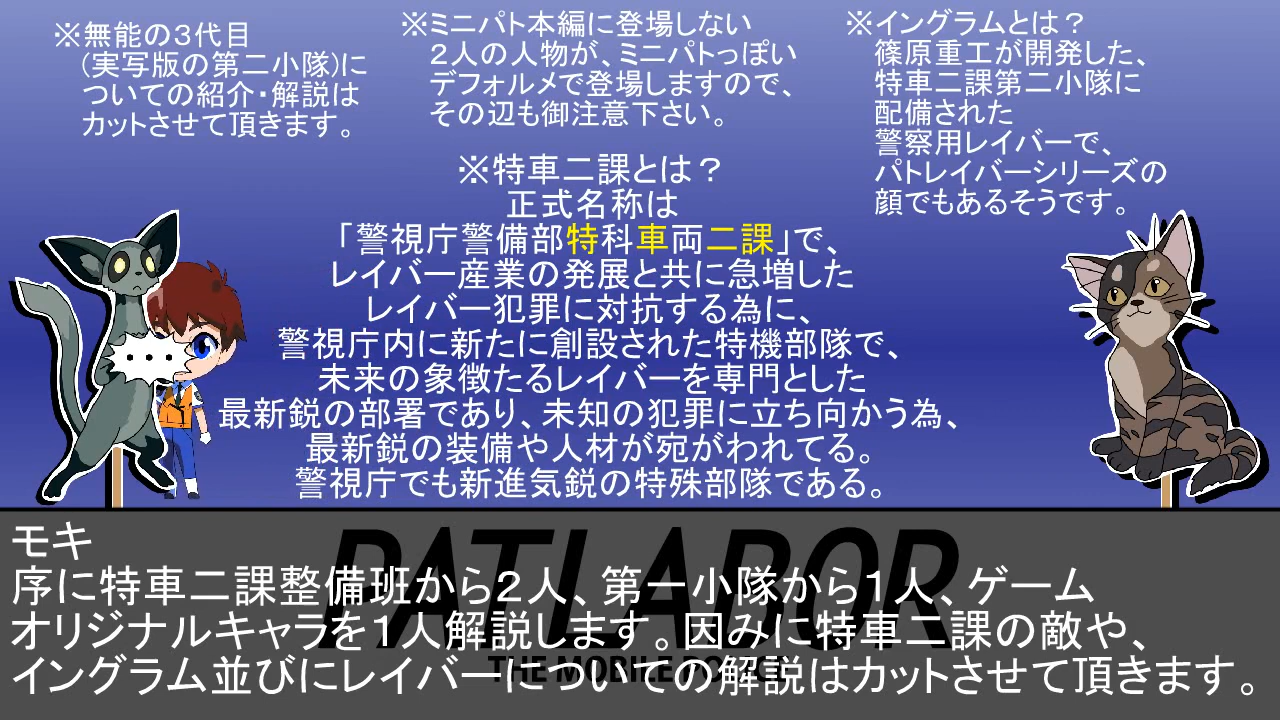 ※無能の３代目
(実写版の第二小隊)に
ついての紹介・解説は
カットさせて頂きます。
※ミニパト本編に登場しない
２人の人物が、ミニパトっぽい
デフォルメで登場しますので、
その辺も御注意下さい。
※イングラムとは？
篠原重工が開発した、
特車二課第二小隊に
配備された
警察用レイバーで、
パトレイバーシリーズの
顔でもあるそうです。
※特車二課とは？
正式名称は
「警視庁警備部特科車両二課」で、
レイバー産業の発展と共に急増した
レイバー犯罪に対抗する為に、
警視庁内に新たに創設された特機部隊で、
未来の象徴たるレイバーを専門とした
最新鋭の部署であり、未知の犯罪に立ち向かう為、
最新鋭の装備や人材が宛がわれてる。
警視庁でも新進気鋭の特殊部隊である。
・・・
モキ
序に特車二課整備班から２人、第一小隊から１人、ゲーム
オリジナルキャラを１人解説します。因みに特車二課の敵や、
イングラム並びにレイバーについての解説はカットさせて頂きます。
PATLABOR
THE MOBILE POLICE